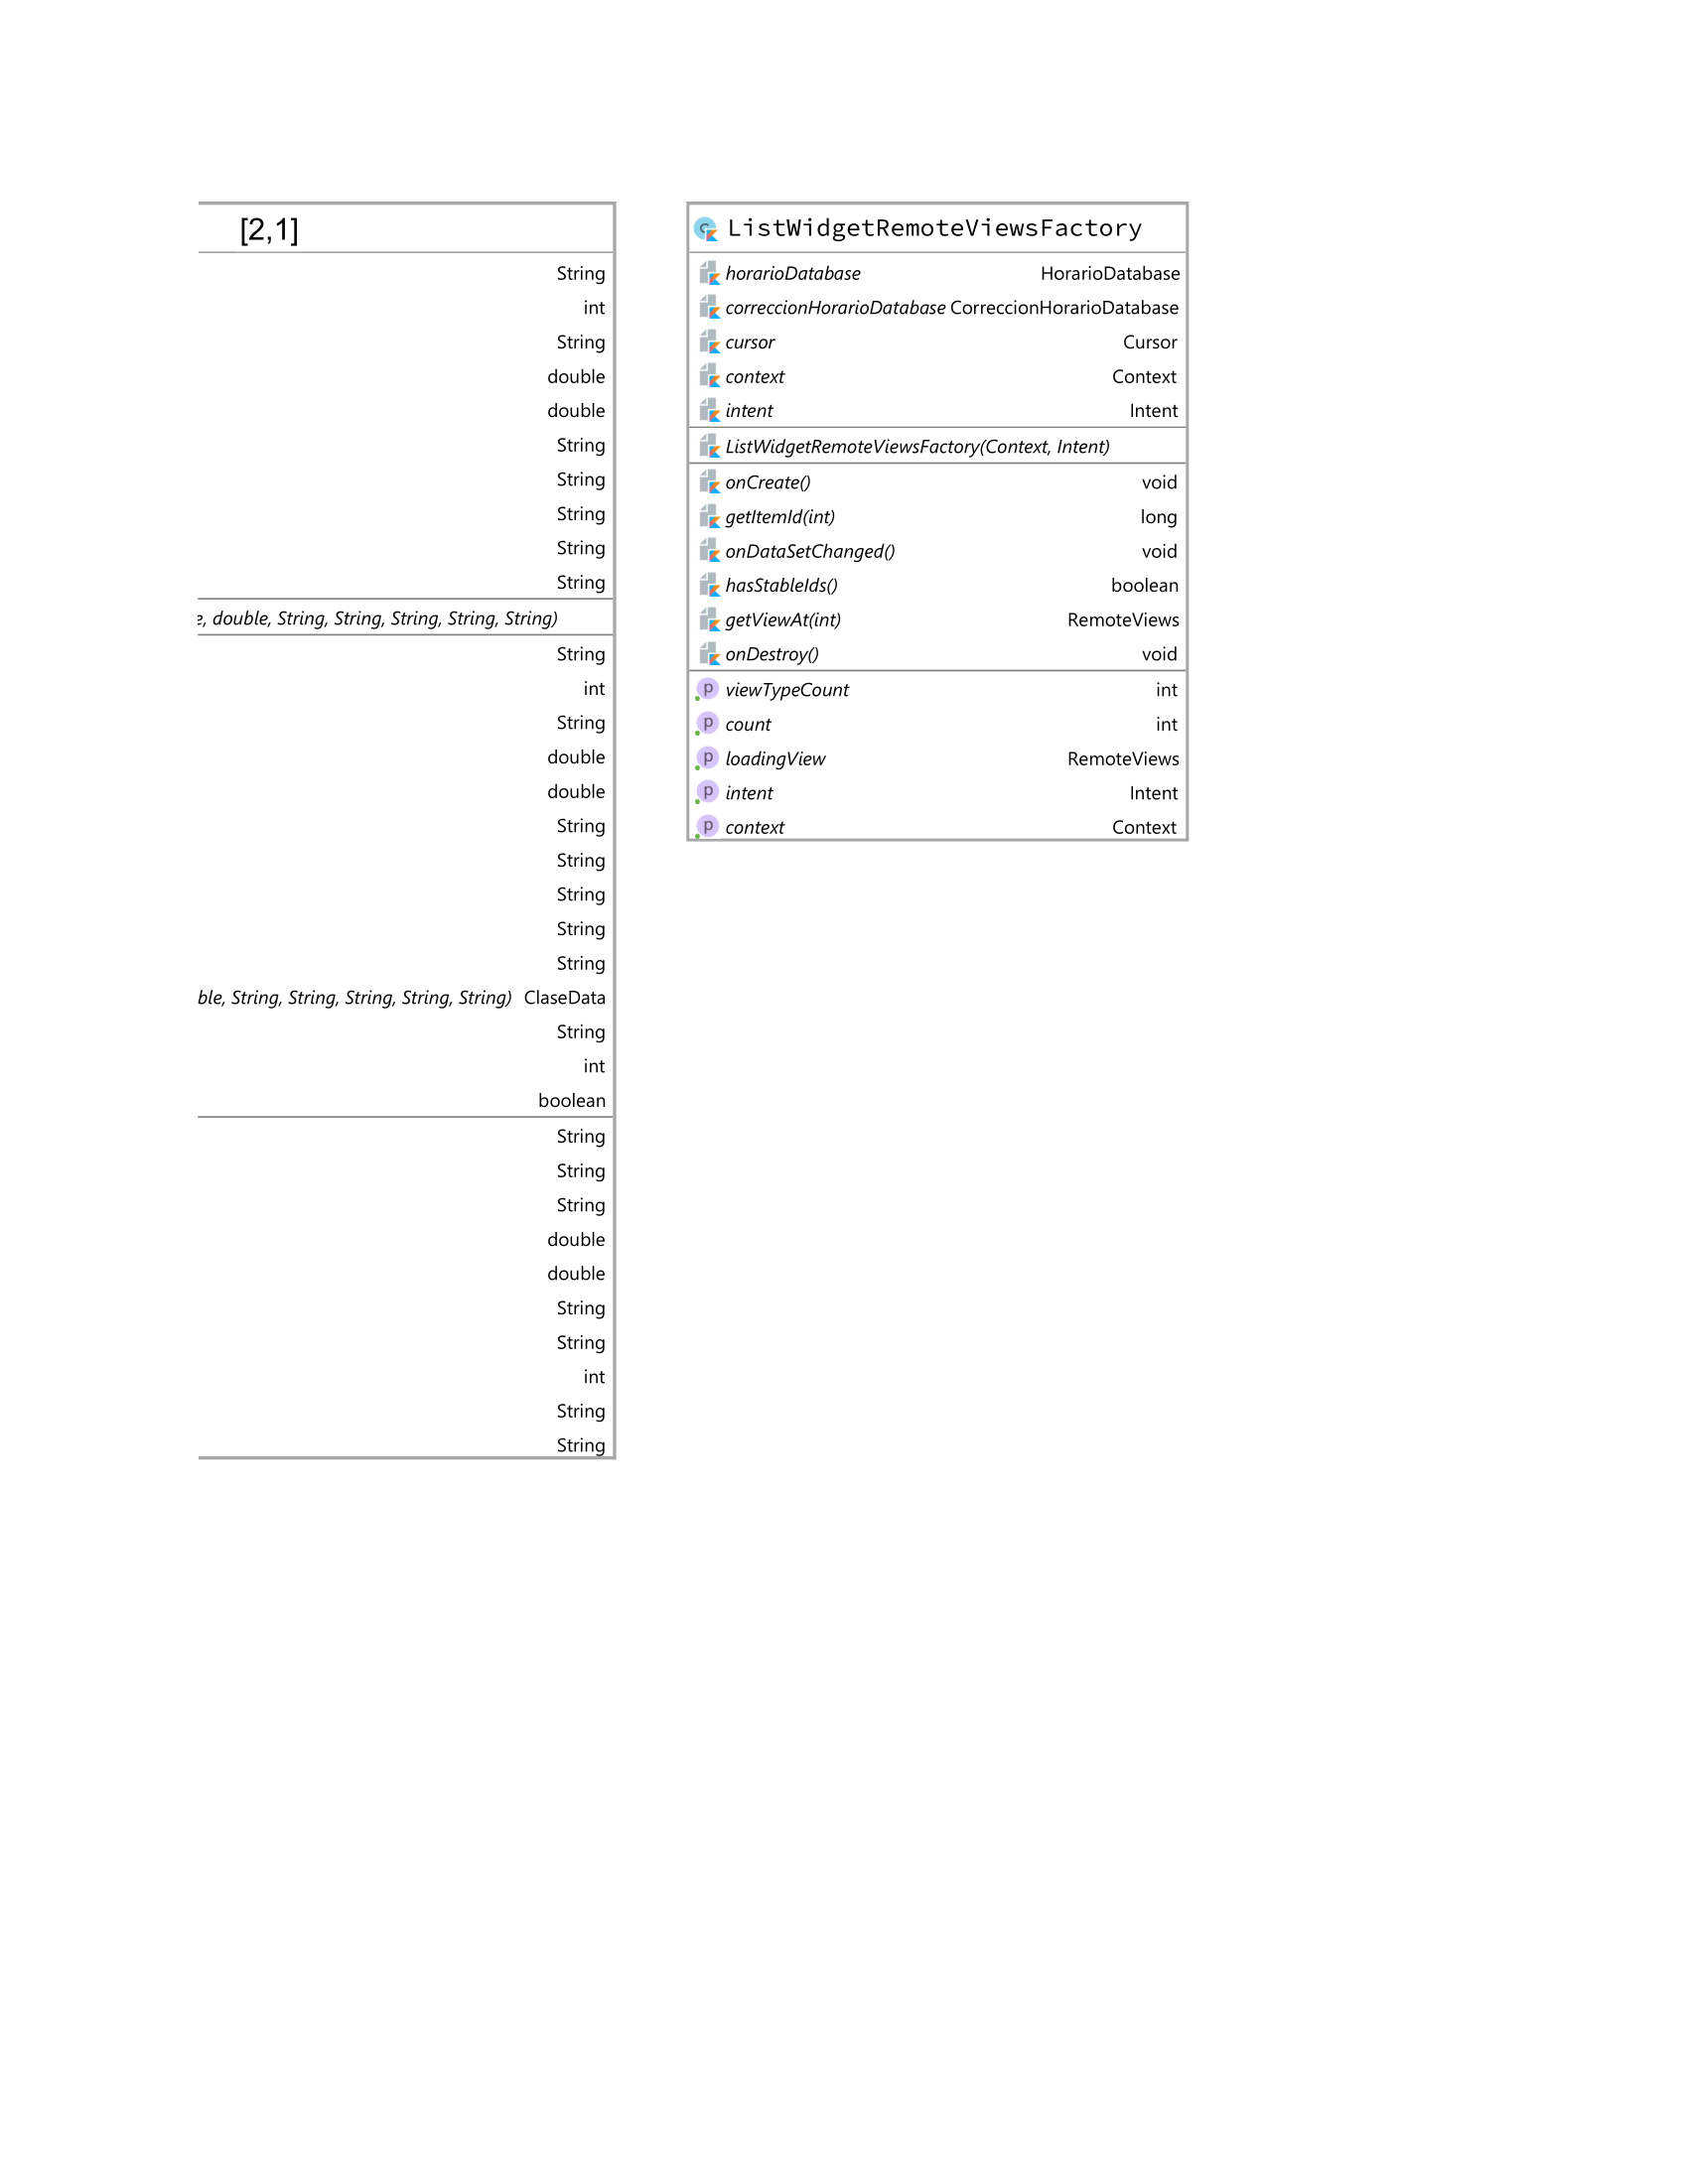 [2,1]
String
int
String
double
double
String
String
String
String
String
, double, String, String, String, String, String)
String
int
String
double
double
String
String
String
String
String
ble, String, String, String, String, String) ClaseData
String
int
boolean
String
String
String
double
double
String
String
int
String
String
ListWidgetRemoteViewsFactory
horarioDatabase HorarioDatabase
correccionHorarioDatabase CorreccionHorarioDatabase
cursor Cursor
context Context
intent Intent
ListWidgetRemoteViewsFactory(Context, Intent)
onCreate() void
getItemId(int) long
onDataSetChanged() void
hasStableIds() boolean
getViewAt(int) RemoteViews
onDestroy() void
viewTypeCount int
count int
loadingView RemoteViews
intent Intent
context Context